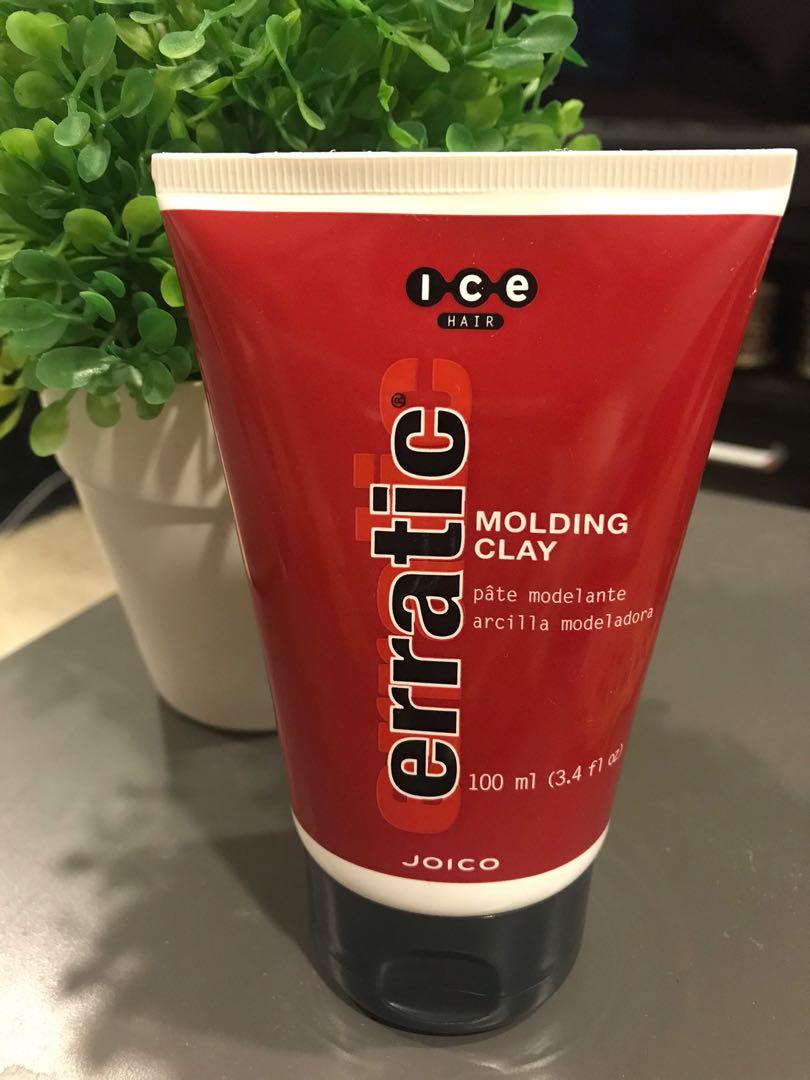 ice
HAIR
erratic®
MOLDING
CLAY
pâte modelante
arcilla modeladora
100 ml (3.4 fl oz)
JOICO